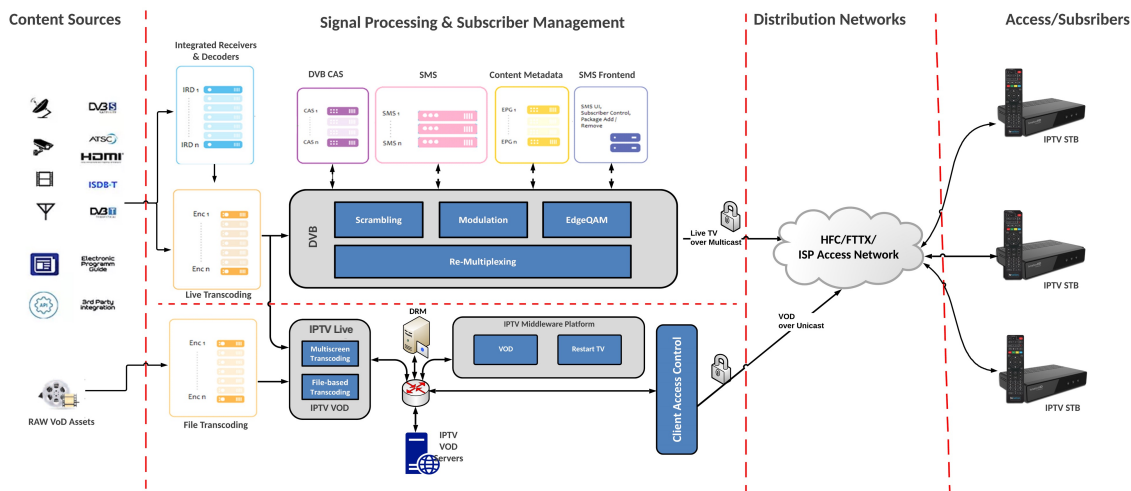 Content Sources
Signal Processing & Subscriber Management
Distribution Networks
Access/Subsribers
Integrated Receivers
& Decoders
IRD 1
IRD n
DVB CAS
SMS
Content Metadata
SMS Frontend
CAS 1
CAS n
SMS 1
SMS n
EPG 1
EPG n
SMS UI,
Subscriber Control,
Package Add /
Remove
DVB S
ATSC
HDMI
ISDB-T
DVB T
Electronic
Programm
Guide
API
3rd Party
Integration
Enc 1
Enc n
Live Transcoding
DVB
Scrambling
Modulation
EdgeQAM
Re-Multiplexing
Live TV
over Multicast
HFC/FTTX/
ISP Access Network
IPTV STB
IPTV STB
IPTV STB
VOD
over Unicast
RAW VoD Assets
Enc 1
Enc n
File Transcoding
IPTV Live
Multiscreen
Transcoding
File-based
Transcoding
IPTV VOD
DRM
IPTV Middleware Platform
VOD
Restart TV
Client Access Control
IPTV
VOD
Servers